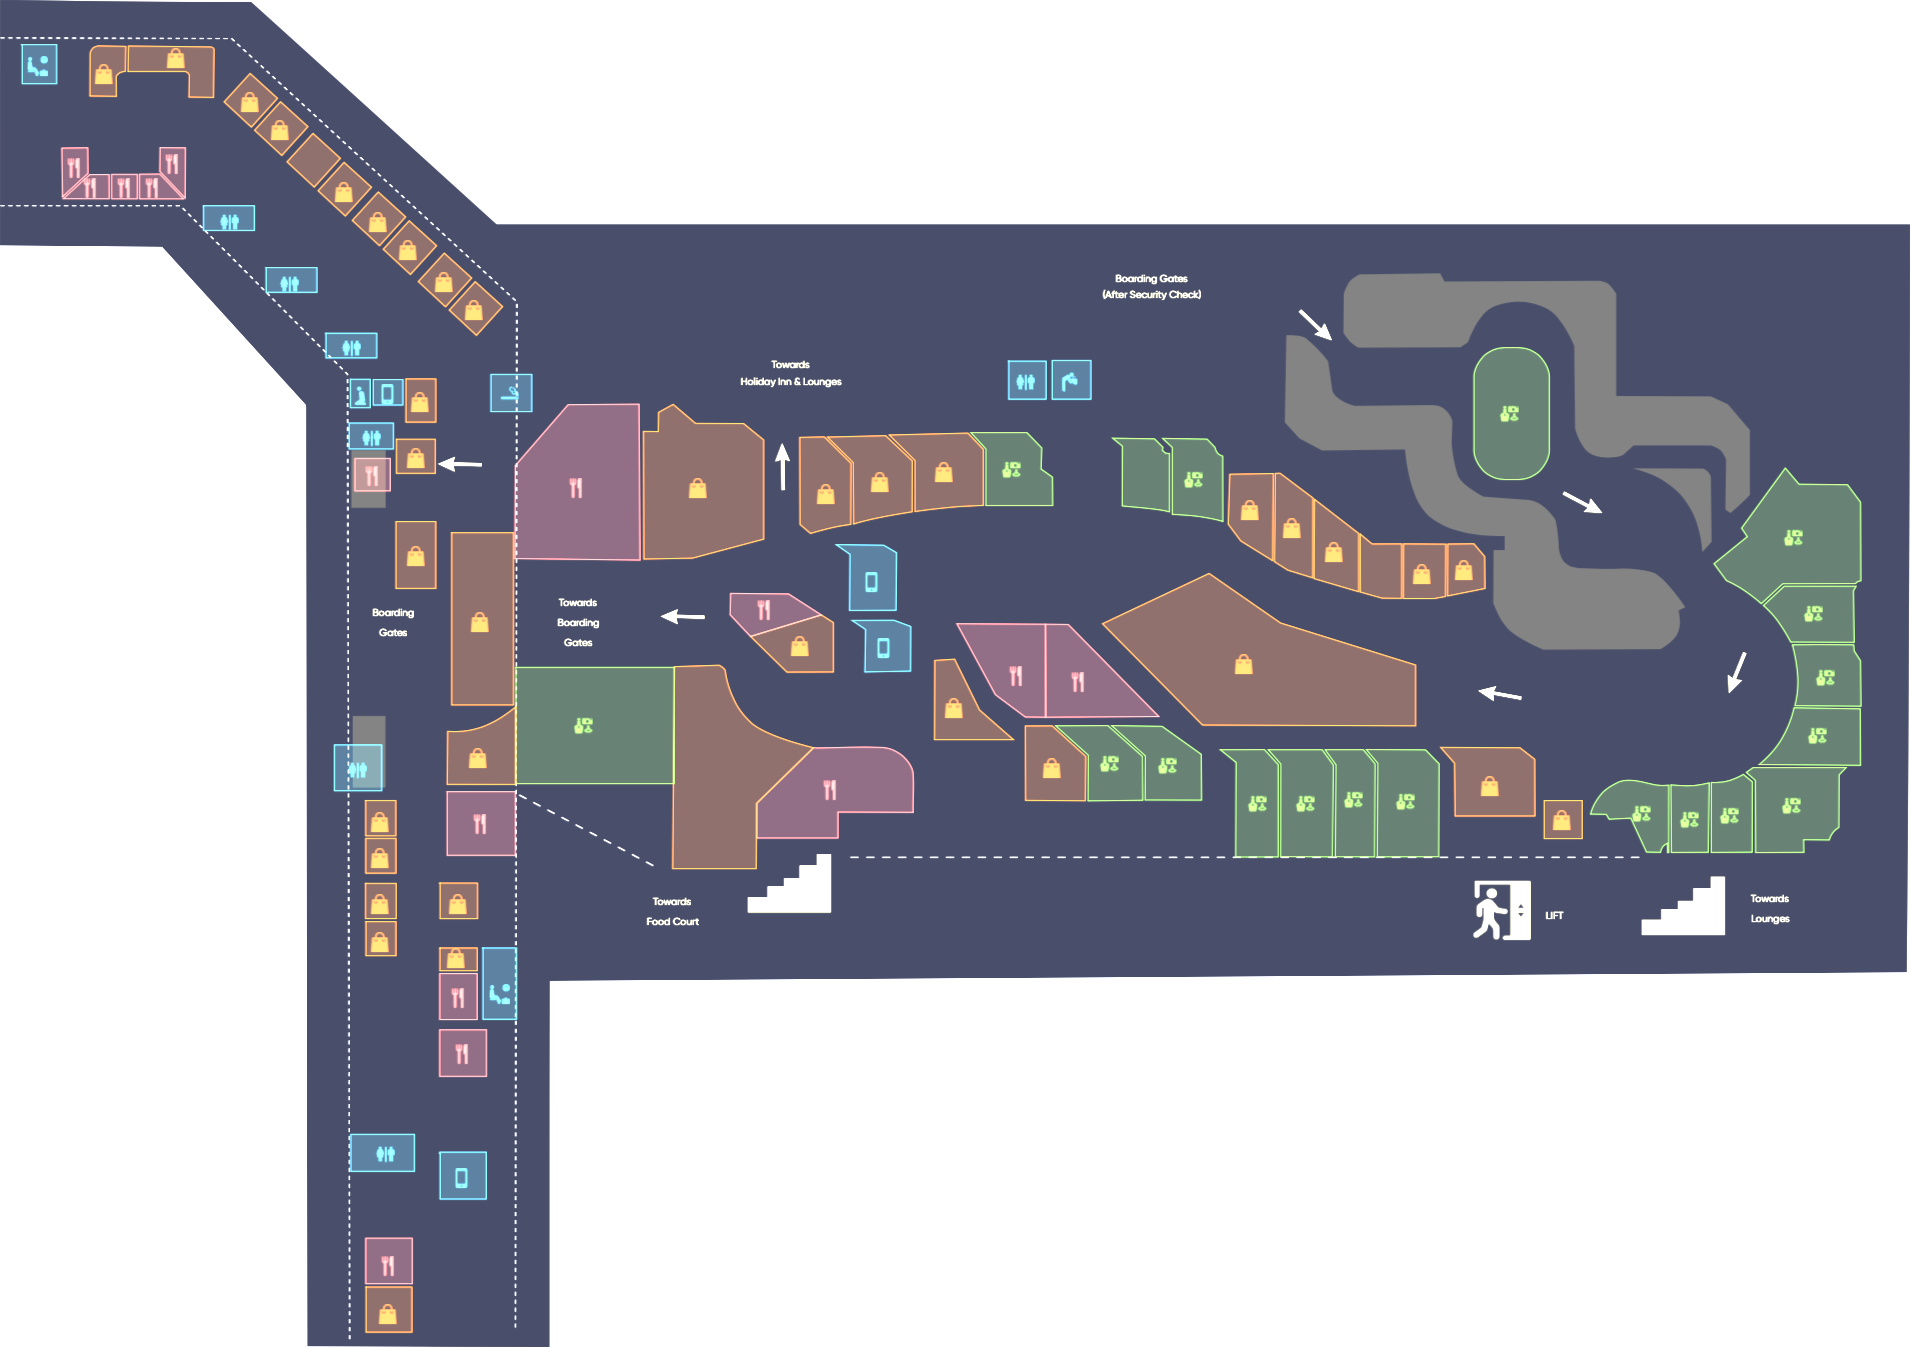 Boarding Gates
(After Security Check)
Towards
Holiday Inn & Lounges
Boarding
Gates
Towards
Boarding
Gates
Towards
Food Court
LIFT
Towards
Lounges